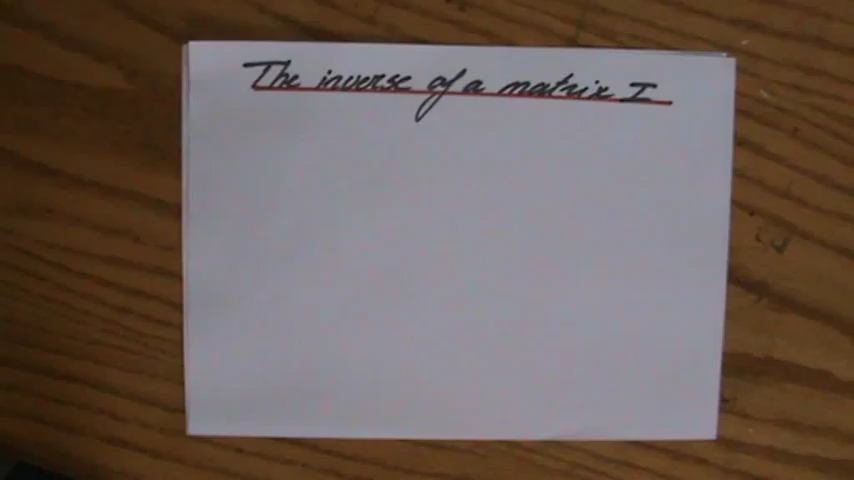 The inverse of a matrix I